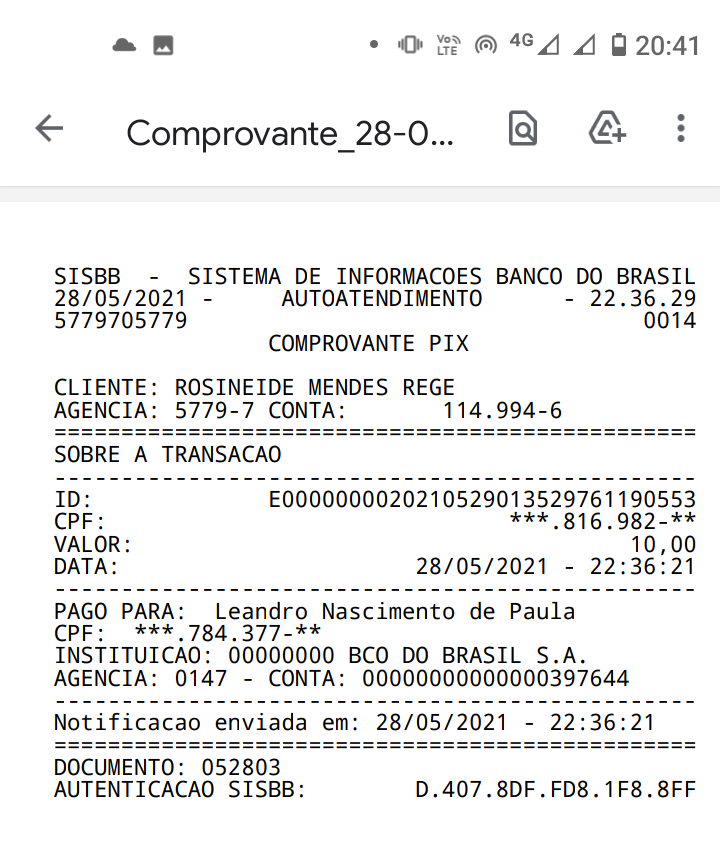 VoLTE 4G 20:41
Comprovante_28-0...
SISBB - SISTEMA DE INFORMACOES BANCO DO BRASIL
28/05/2021 - AUTOATENDIMENTO - 22.36.29
5779705779 0014
COMPROVANTE PIX
CLIENTE: ROSINEIDE MENDES REGE
AGENCIA: 5779-7 CONTA: 114.994-6
================================================
SOBRE A TRANSACAO
------------------------------------------------
ID: E0000000020210529013529761190553
CPF: ***.816.982-**
VALOR: 10,00
DATA: 28/05/2021 - 22:36:21
------------------------------------------------
PAGO PARA: Leandro Nascimento de Paula
CPF: ***.784.377-**
INSTITUICAO: 00000000 BCO DO BRASIL S.A.
AGENCIA: 0147 - CONTA: 00000000000000397644
------------------------------------------------
Notificacao enviada em: 28/05/2021 - 22:36:21
================================================
DOCUMENTO: 052803
AUTENTICACAO SISBB: D.407.8DF.FD8.1F8.8FF